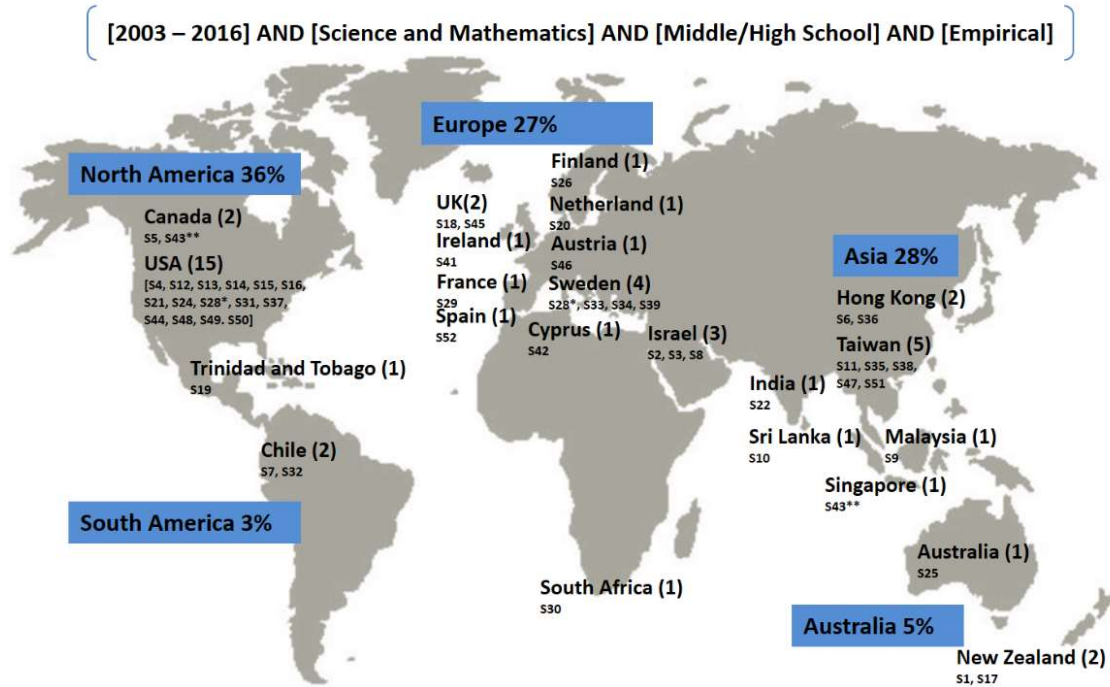 [2003 – 2016] AND [Science and Mathematics] AND [Middle/High School] AND [Empirical]
Europe 27%
North America 36%
Canada (2)
S5, S43**
USA (15)
[S4, S12, S13, S14, S15, S16,
S21, S24, S28*, S31, S37,
S44, S48, S49. S50]
Trinidad and Tobago (1)
S19
Chile (2)
S7, S32
South America 3%
Finland (1)
S26
UK(2)
S18, S45
Netherland (1)
S20
Ireland (1)
S41
Austria (1)
S46
France (1)
S29
Sweden (4)
S28*, S33, S34, S39
Spain (1)
S52
Cyprus (1)
S42
Israel (3)
S2, S3, S8
South Africa (1)
S30
Asia 28%
Hong Kong (2)
S6, S36
Taiwan (5)
S11, S35, S38,
S47, S51
India (1)
S22
Sri Lanka (1)
S10
Malaysia (1)
S9
Singapore (1)
S43**
Australia (1)
S25
Australia 5%
New Zealand (2)
S1, S17